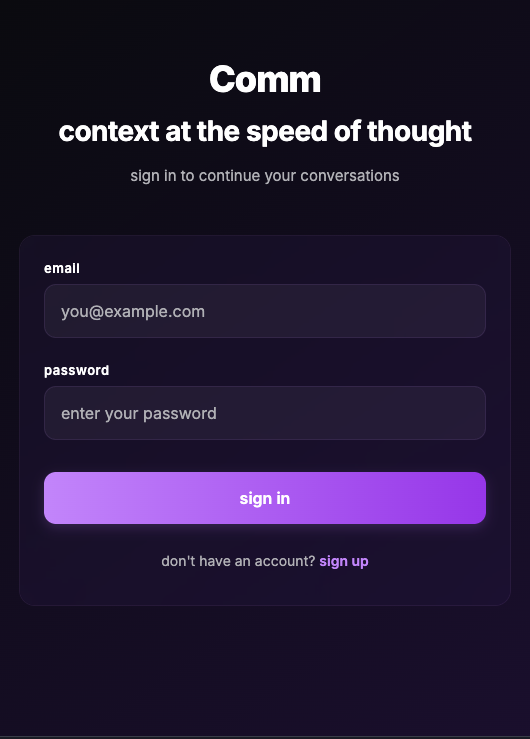 Comm
context at the speed of thought
sign in to continue your conversations
email
you@example.com
password
enter your password
sign in
don't have an account? sign up